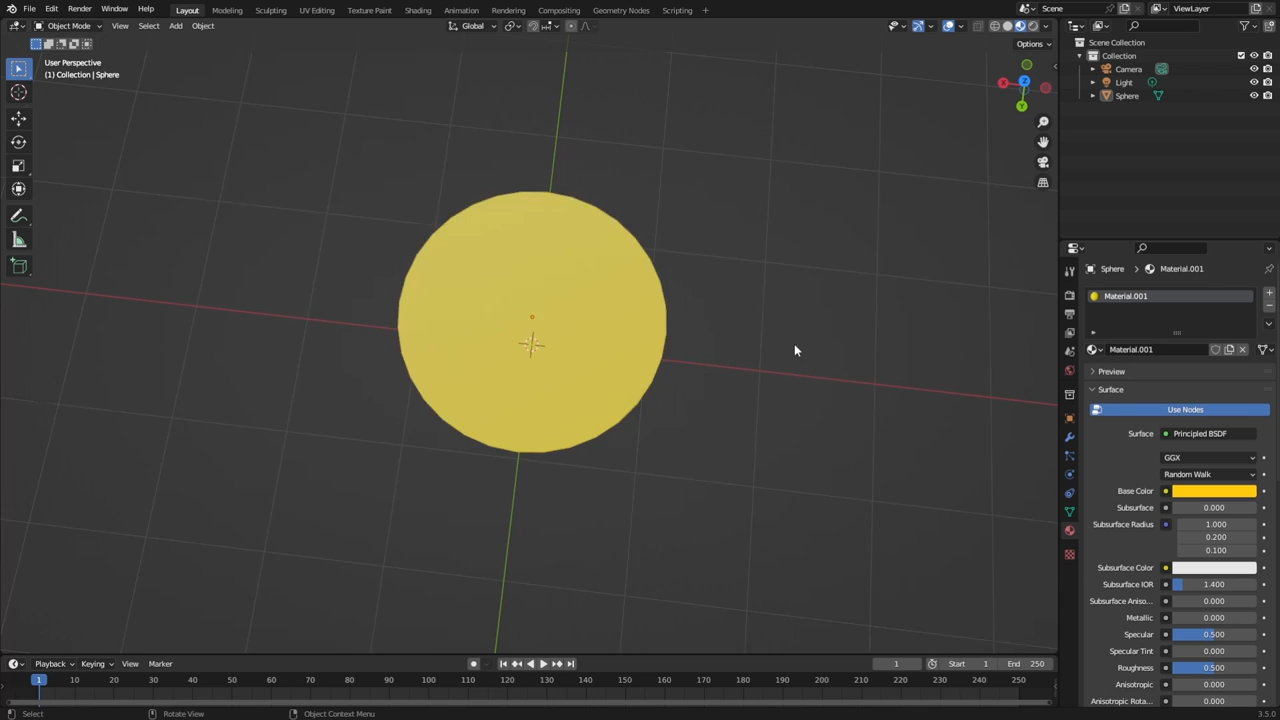 File Edit Render Window Help Layout Modeling Sculpting UV Editing Texture Paint Shading Animation Rendering Compositing Geometry Nodes Scripting + Scene ViewLayer
Object Mode View Select Add Object Global
Options
User Perspective
(1) Collection | Sphere
X
Y
Z
Scene Collection
Collection
Camera
Light
Sphere
Sphere > Material.001
Material.001
Material.001
Preview
Surface
Use Nodes
Surface Principled BSDF
GGX
Random Walk
Base Color
Subsurface 0.000
Subsurface Radius 1.000
0.200
0.100
Subsurface Color
Subsurface IOR 1.400
Subsurface Aniso... 0.000
Metallic 0.000
Specular 0.500
Specular Tint 0.000
Roughness 0.500
Anisotropic 0.000
Anisotropic Rota... 0.000
Playback Keying View Marker 1 Start 1 End 250
1 10 20 30 40 50 60 70 80 90 100 110 120 130 140 150 160 170 180 190 200 210 220 230 240 250
Select Rotate View Object Context Menu 3.5.0